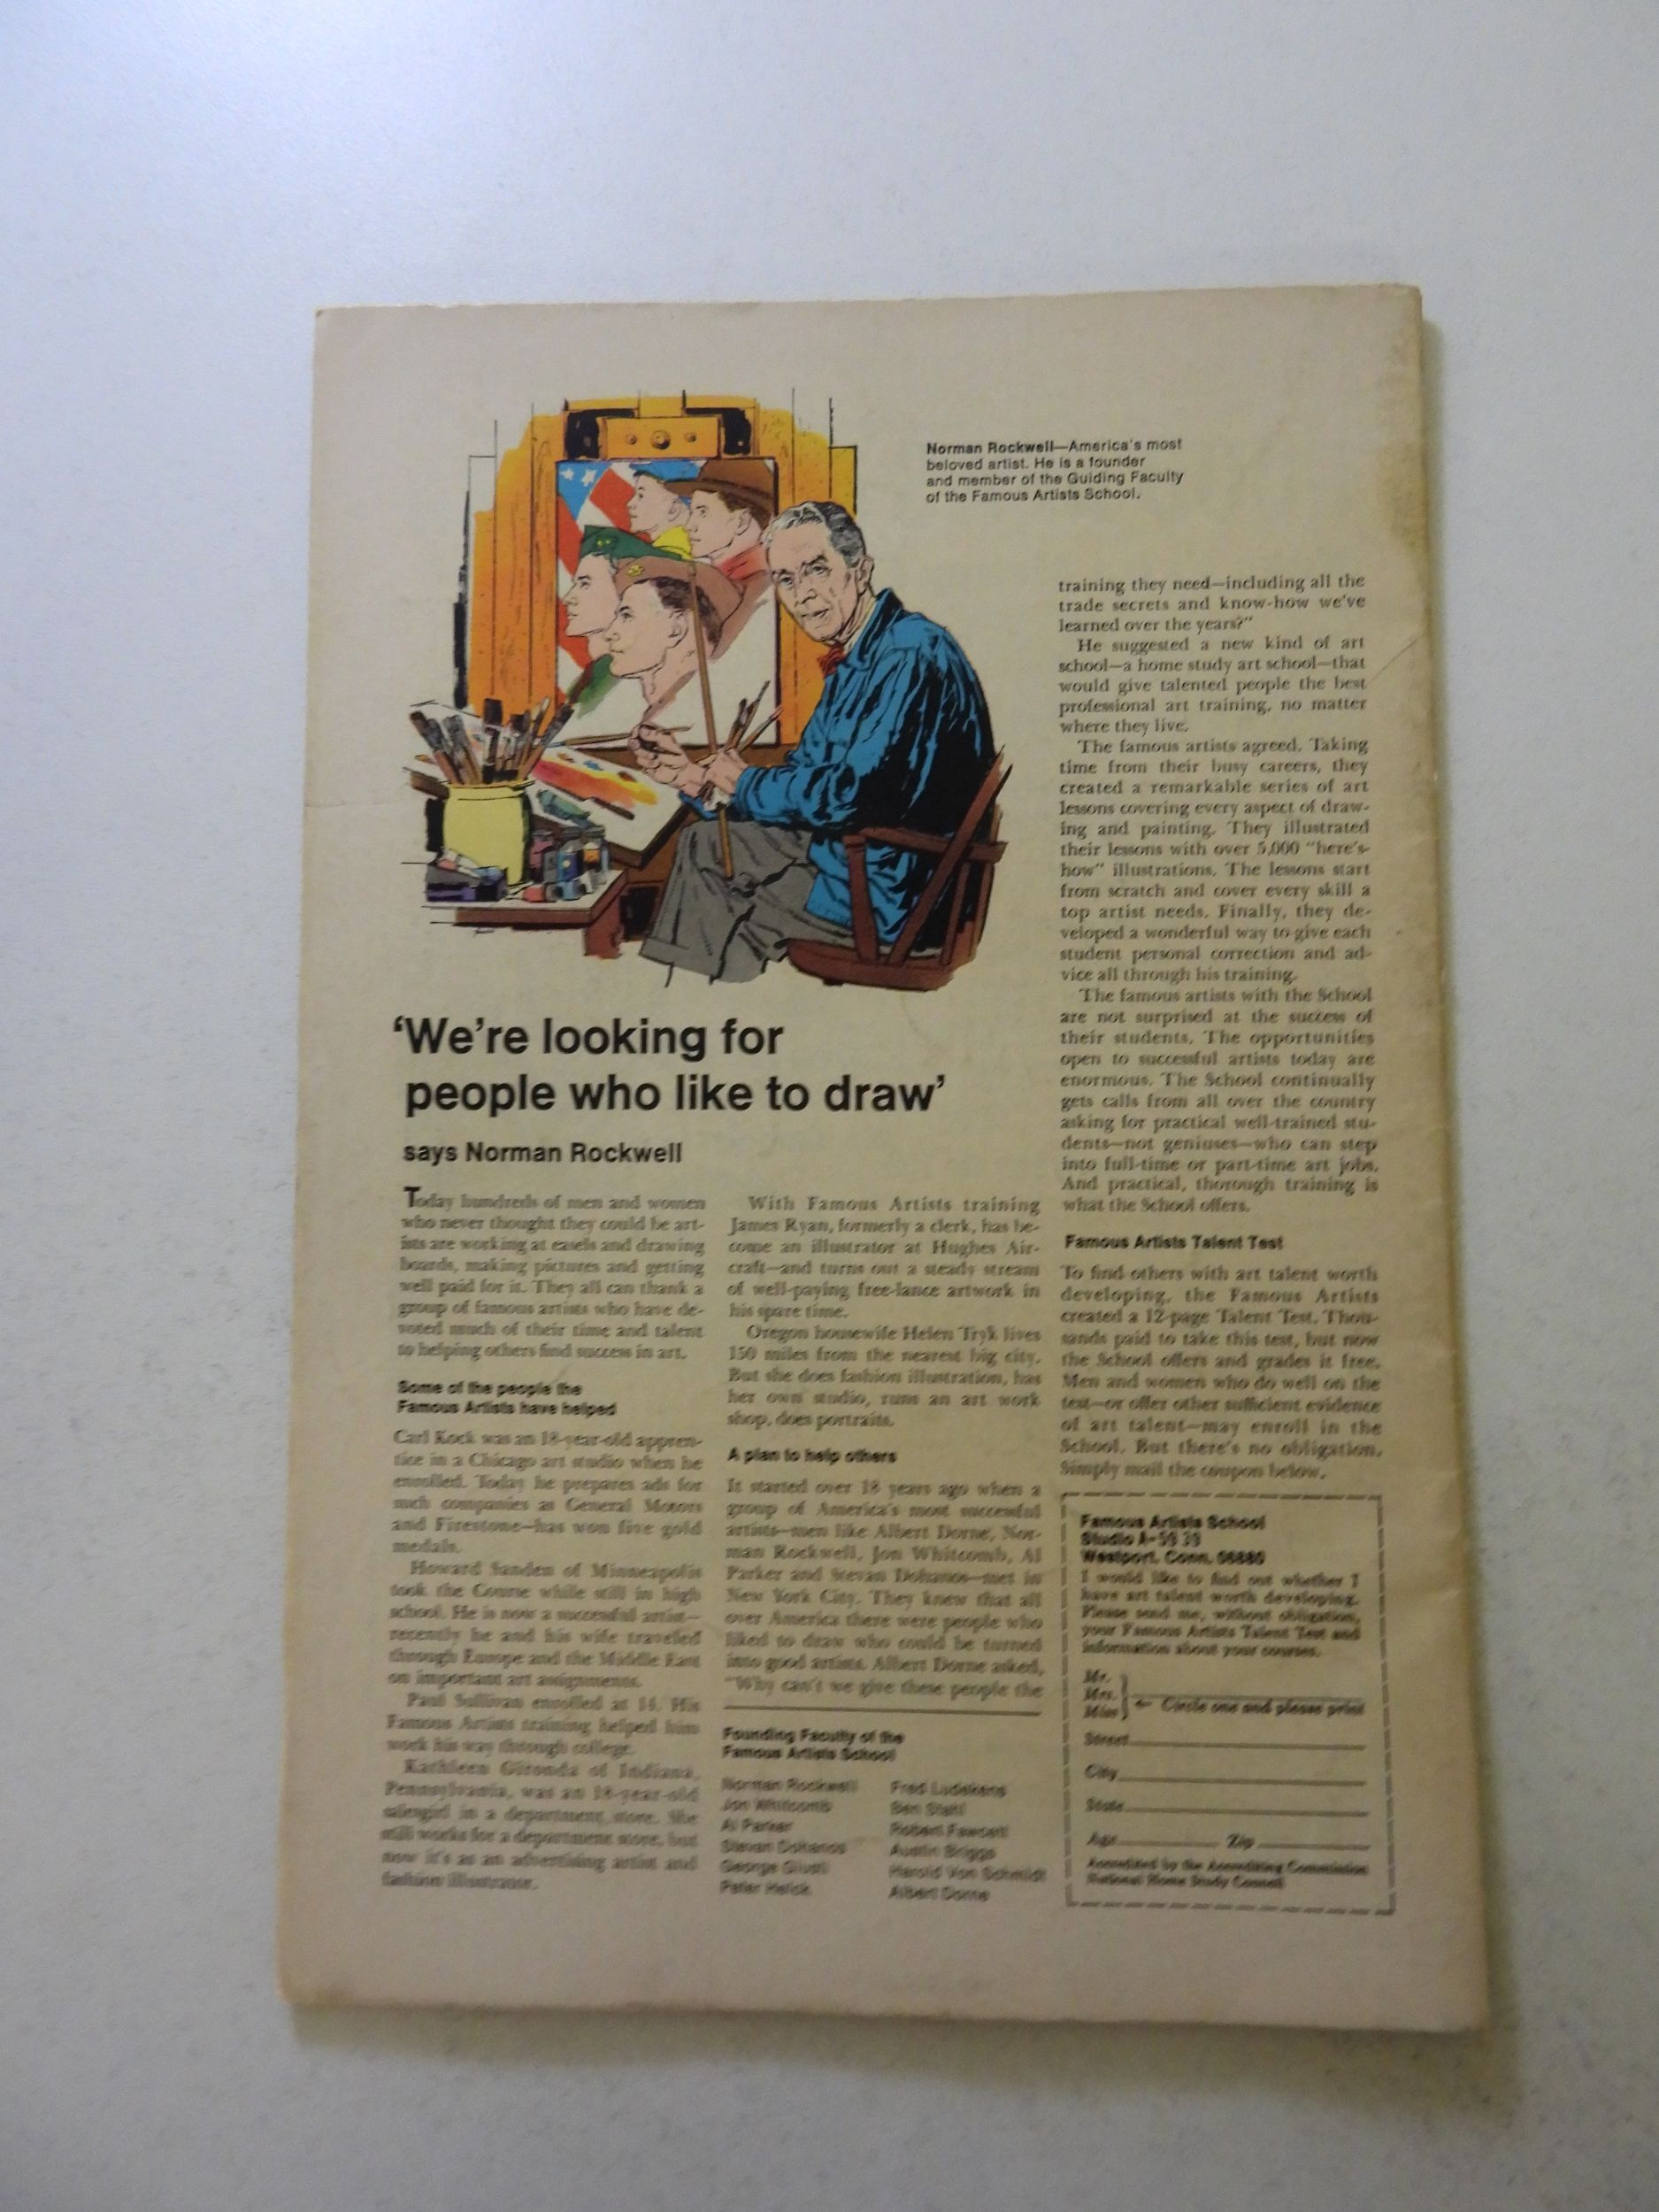 Norman Rockwell—America's most
beloved artist. He is a founder
and member of the Guiding Faculty
of the Famous Artists School.
'We're looking for
people who like to draw'
says Norman Rockwell
Today hundreds of men and women
who never thought they could be art-
ists are working at easels and drawing
boards, making pictures and getting
well paid for it. They all can thank a
group of famous artists who have de-
voted much of their time and talent
to helping others find success in art.
Some of the people the
Famous Artists have helped
Carl Kock was an 18-year-old appren-
tice in a Chicago art studio when he
enrolled. Today he prepares ads for
such companies as General Motors
and Firestone—has won five gold
medals.
Howard Sanden of Minneapolis
took the Course while still in high
school. He is now a successful artist—
recently he and his wife traveled
through Europe and the Middle East
on important art assignments.
Paul Sullivan enrolled at 14. His
Famous Artists training helped him
work his way through college.
Kathleen Gironda of Indiana,
Pennsylvania, was an 18-year-old
salesgirl in a department store. She
still works for a department store, but
now it's as an advertising artist and
fashion illustrator.
With Famous Artists training
James Ryan, formerly a clerk, has be-
come an illustrator at Hughes Air-
craft—and turns out a steady stream
of well-paying free-lance artwork in
his spare time.
Oregon housewife Helen Tryk lives
150 miles from the nearest big city.
But she does fashion illustration, has
her own studio, runs an art work
shop, does portraits.
A plan to help others
It started over 18 years ago when a
group of America's most successful
artists—men like Albert Dorne, Nor-
man Rockwell, Jon Whitcomb, Al
Parker and Stevan Dohanos—met in
New York City. They knew that all
over America there were people who
liked to draw who could be turned
into good artists. Albert Dorne asked,
"Why can't we give these people the
training they need—including all the
trade secrets and know-how we've
learned over the years?"
He suggested a new kind of art
school—a home study art school—that
would give talented people the best
professional art training, no matter
where they live.
The famous artists agreed. Taking
time from their busy careers, they
created a remarkable series of art
lessons covering every aspect of draw-
ing and painting. They illustrated
their lessons with over 5,000 "here's-
how" illustrations. The lessons start
from scratch and cover every skill a
top artist needs. Finally, they de-
veloped a wonderful way to give each
student personal correction and ad-
vice all through his training.
The famous artists with the School
are not surprised at the success of
their students. The opportunities
open to successful artists today are
enormous. The School continually
gets calls from all over the country
asking for practical well-trained stu-
dents—not geniuses—who can step
into full-time or part-time art jobs.
And practical, thorough training is
what the School offers.
Famous Artists Talent Test
To find others with art talent worth
developing, the Famous Artists
created a 12-page Talent Test. Thou-
sands paid to take this test, but now
the School offers and grades it free.
Men and women who do well on the
test—or offer other sufficient evidence
of art talent—may enroll in the
School. But there's no obligation.
Simply mail the coupon below.
Founding Faculty of the
Famous Artists School
Norman Rockwell
Jon Whitcomb
Al Parker
Stevan Dohanos
George Giusti
Peter Helck
Fred Ludekens
Ben Stahl
Robert Fawcett
Austin Briggs
Harold Von Schmidt
Albert Dorne
Famous Artists School
Studio
Westport, Conn. 06880
I would like to find out whether I
have art talent worth developing.
Please send me, without obligation,
your Famous Artists Talent Test and
information about your courses.
Mr.
Mrs.
Miss
← Circle one and please print
Street
City
State
Age Zip
Accredited by the Accrediting Commission
National Home Study Council